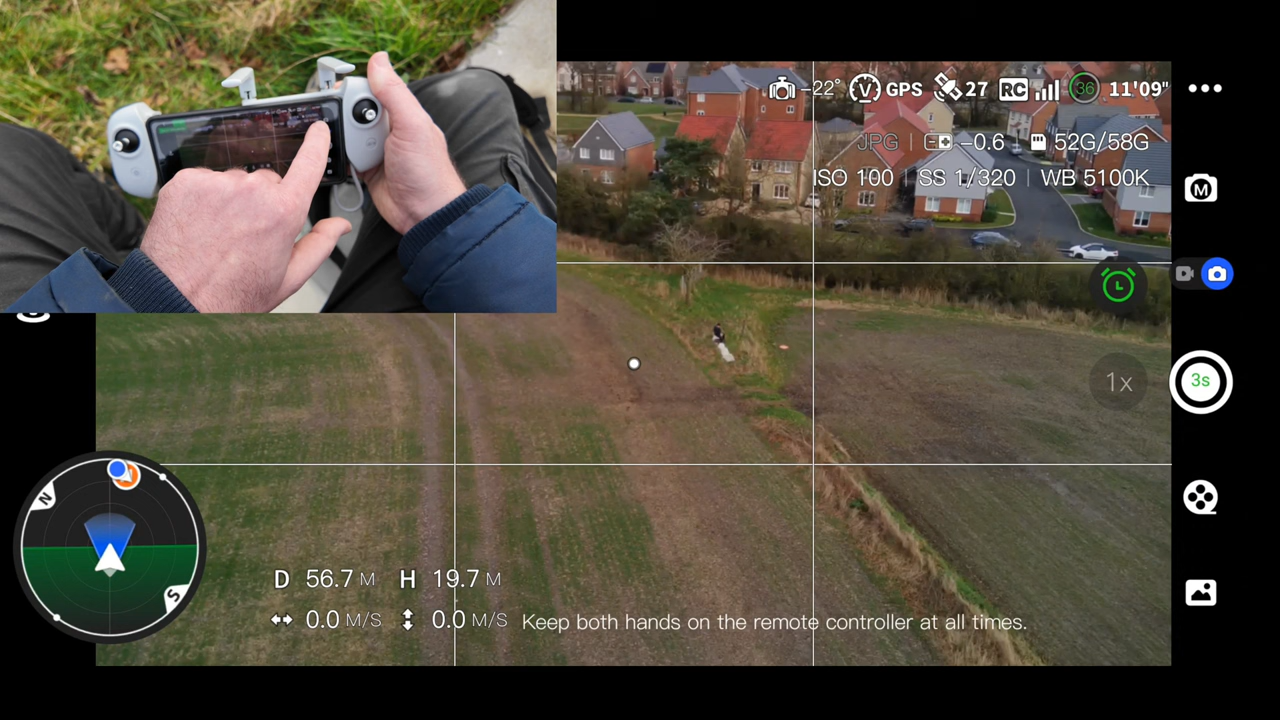 −22° V GPS 27 RC 36 11'09"
JPG −0.6 52G/58G
ISO 100 SS 1/320 WB 5100K
M
1x
3s
N
S
D 56.7 M H 19.7 M
0.0 M/S 0.0 M/S Keep both hands on the remote controller at all times.